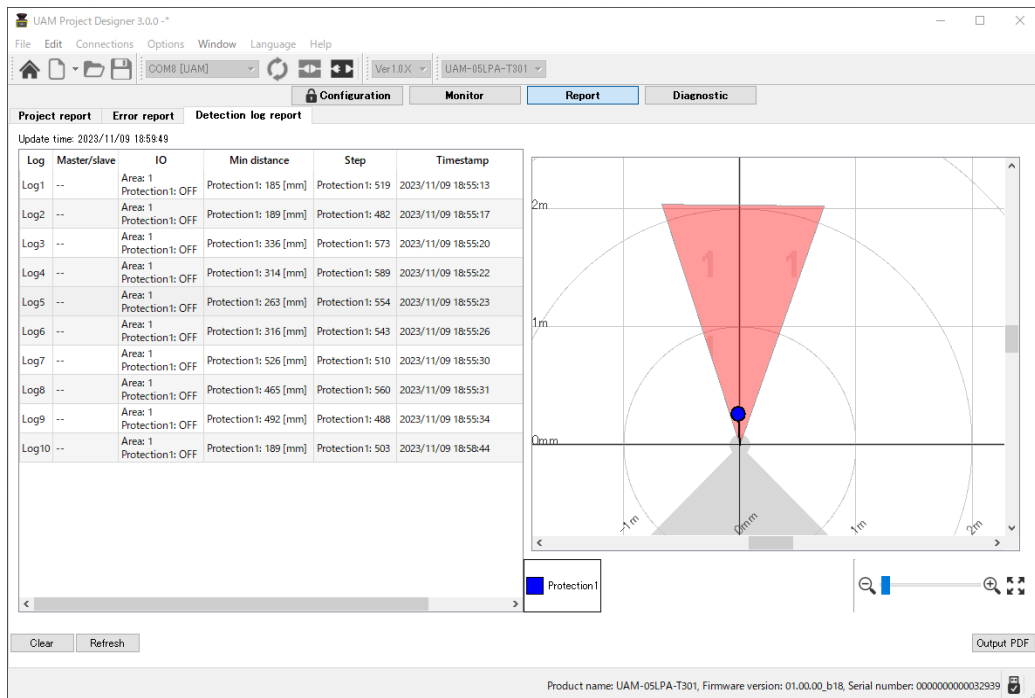 UAM Project Designer 3.0.0 -*
File Edit Connections Options Window Language Help
COM8 [UAM] Ver1.0.X UAM-05LPA-T301
Configuration Monitor Report Diagnostic
Project report Error report Detection log report
Update time: 2023/11/09 18:59:49
Log Master/slave IO Min distance Step Timestamp
Log1 -- Area: 1 Protection1: OFF Protection1: 185 [mm] Protection1: 519 2023/11/09 18:55:13
Log2 -- Area: 1 Protection1: OFF Protection1: 189 [mm] Protection1: 482 2023/11/09 18:55:17
Log3 -- Area: 1 Protection1: OFF Protection1: 336 [mm] Protection1: 573 2023/11/09 18:55:20
Log4 -- Area: 1 Protection1: OFF Protection1: 314 [mm] Protection1: 589 2023/11/09 18:55:22
Log5 -- Area: 1 Protection1: OFF Protection1: 263 [mm] Protection1: 554 2023/11/09 18:55:23
Log6 -- Area: 1 Protection1: OFF Protection1: 316 [mm] Protection1: 543 2023/11/09 18:55:26
Log7 -- Area: 1 Protection1: OFF Protection1: 526 [mm] Protection1: 510 2023/11/09 18:55:30
Log8 -- Area: 1 Protection1: OFF Protection1: 465 [mm] Protection1: 560 2023/11/09 18:55:31
Log9 -- Area: 1 Protection1: OFF Protection1: 492 [mm] Protection1: 488 2023/11/09 18:55:34
Log10 -- Area: 1 Protection1: OFF Protection1: 189 [mm] Protection1: 503 2023/11/09 18:58:44
2m
1 1
1m
0mm
-1m 0mm 1m 2m
Protection1
Clear Refresh Output PDF
Product name: UAM-05LPA-T301, Firmware version: 01.00.00_b18, Serial number: 0000000000032939